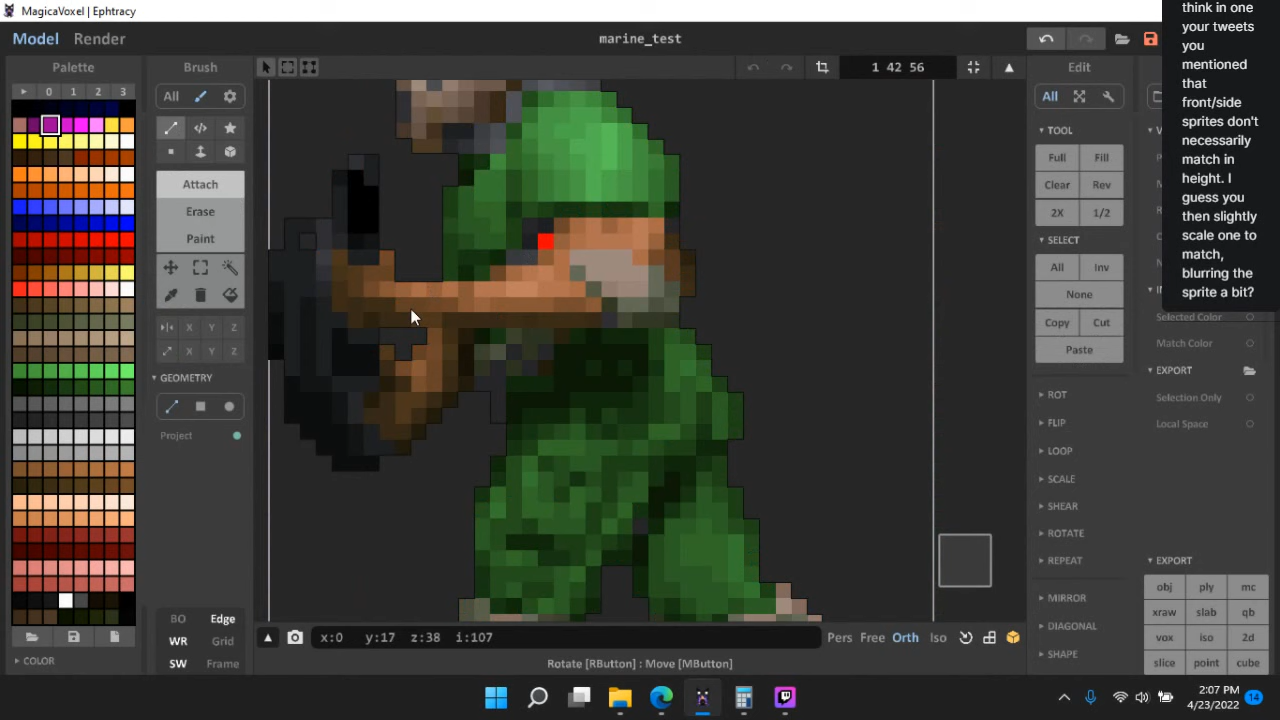 MagicaVoxel | Ephtracy
Model Render
marine_test
think in one
your tweets
you
mentioned
that
front/side
sprites don't
necessarily
match in
height. I
guess you
then slightly
scale one to
match,
blurring the
sprite a bit?
Palette
0 1 2 3
COLOR
Brush
All
Attach
Erase
Paint
X Y Z
X Y Z
GEOMETRY
Project
BO Edge
WR Grid
SW Frame
1 42 56
x:0 y:17 z:38 i:107
Pers Free Orth Iso
Rotate [RButton] : Move [MButton]
Edit
All
TOOL
Full Fill
Clear Rev
2X 1/2
SELECT
All Inv
None
Copy Cut
Paste
ROT
FLIP
LOOP
SCALE
SHEAR
ROTATE
REPEAT
MIRROR
DIAGONAL
SHAPE
Selected Color
Match Color
EXPORT
Selection Only
Local Space
EXPORT
obj ply mc
xraw slab qb
vox iso 2d
slice point cube
2:07 PM
4/23/2022
14